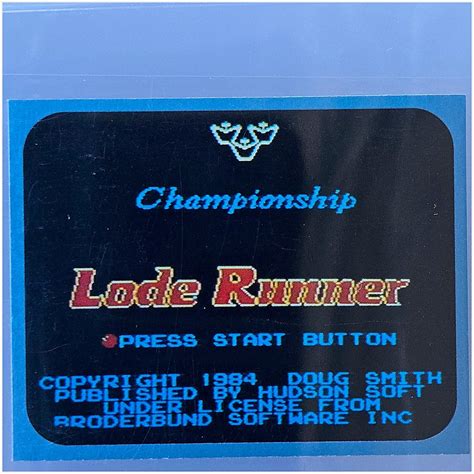 Championship
Lode Runner
PRESS START BUTTON
COPYRIGHT 1984 DOUG SMITH
PUBLISHED BY HUDSON SOFT
UNDER LICENSE FROM
BRODERBUND SOFTWARE INC